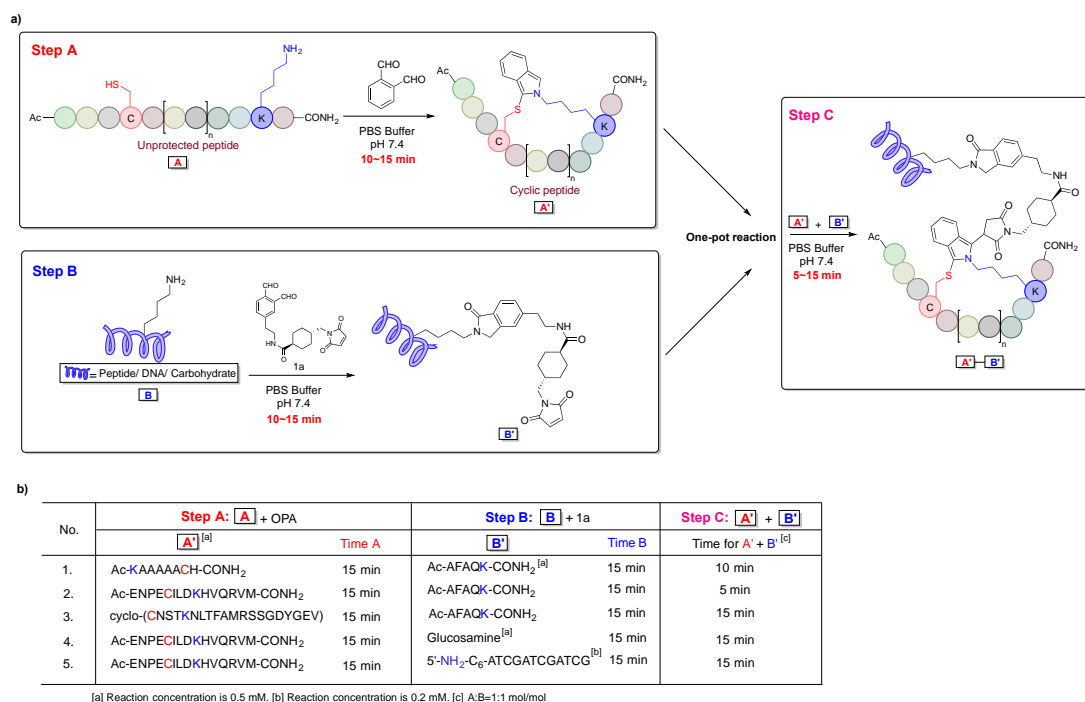 a)
Step A
NH2
HS
CHO
CHO
Ac
C
K
CONH2
n
Unprotected peptide
A
PBS Buffer
pH 7.4
10~15 min
Ac
CONH2
N
S
C
K
n
Cyclic peptide
A'
Step B
NH2
= Peptide/ DNA/ Carbohydrate
B
CHO
CHO
HN
O
O
N
O
1a
PBS Buffer
pH 7.4
10~15 min
O
N
NH
O
N
O
O
B'
One-pot reaction
Step C
A' + B'
PBS Buffer
pH 7.4
5~15 min
O
N
NH
O
O
N
O
Ac
CONH2
S
N
C
K
n
A' B'
b)
No. Step A: A + OPA Step B: B + 1a Step C: A' + B'
A' [a] Time A B' Time B Time for A' + B' [c]
1. Ac-KAAAAACH-CONH2 15 min Ac-AFAQK-CONH2 [a] 15 min 10 min
2. Ac-ENPECILDKHVQRVM-CONH2 15 min Ac-AFAQK-CONH2 15 min 5 min
3. cyclo-(CNSTKNLTFAMRSSGDYGEV) 15 min Ac-AFAQK-CONH2 15 min 15 min
4. Ac-ENPECILDKHVQRVM-CONH2 15 min Glucosamine[a] 15 min 15 min
5. Ac-ENPECILDKHVQRVM-CONH2 15 min 5'-NH2-C6-ATCGATCGATCG[b] 15 min 15 min
[a] Reaction concentration is 0.5 mM. [b] Reaction concentration is 0.2 mM. [c] A:B=1:1 mol/mol